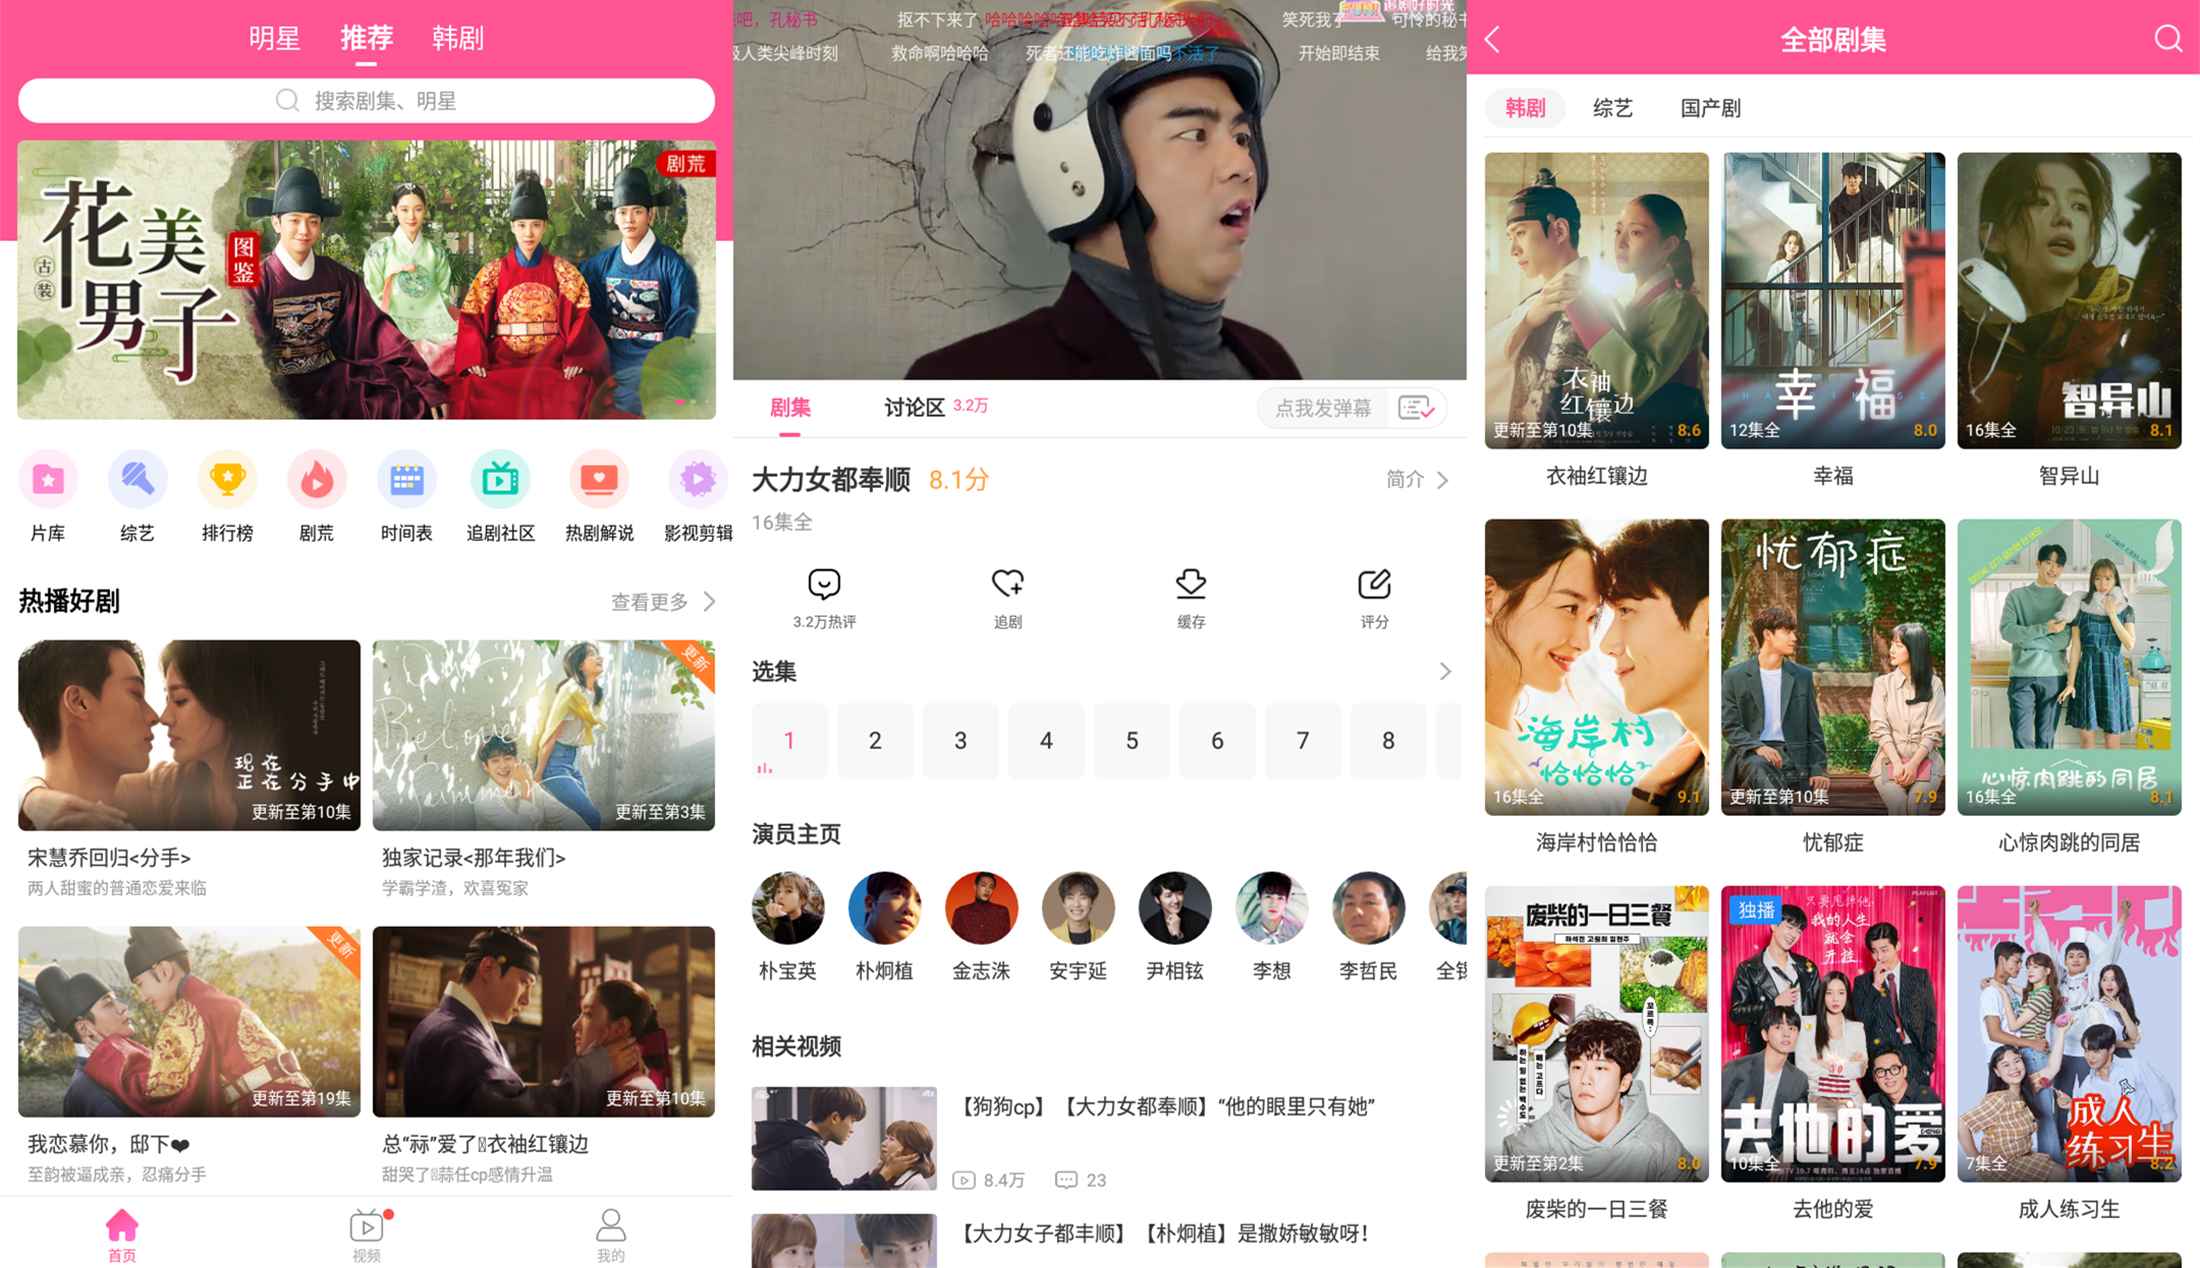 明星
推荐
韩剧
搜索剧集、明星
剧荒
花美男子
古装
图鉴
片库
综艺
排行榜
剧荒
时间表
追剧社区
热剧解说
影视剪辑
热播好剧
查看更多
现在
正在分手中
更新至第10集
更新
更新至第3集
宋慧乔回归<分手>
两人甜蜜的普通恋爱来临
独家记录<那年我们>
学霸学渣，欢喜冤家
更新
更新至第19集
更新至第10集
我恋慕你，邸下❤
至韵被逼成亲，忍痛分手
总“祘”爱了 衣袖红镶边
甜哭了 蒜任cp感情升温
首页
视频
我的
吧，孔秘书
抠不下来了
笑死我了
可怜的秘书
级人类尖峰时刻
救命啊哈哈哈
死者还能吃炸酱面吗
开始即结束
给我笑
剧集
讨论区 3.2万
点我发弹幕
大力女都奉顺 8.1分
简介
16集全
3.2万热评
追剧
缓存
评分
选集
1 2 3 4 5 6 7 8
演员主页
朴宝英
朴炯植
金志洙
安宇延
尹相铉
李想
李哲民
相关视频
【狗狗cp】【大力女都奉顺】“他的眼里只有她”
8.4万 23
【大力女子都丰顺】【朴炯植】是撒娇敏敏呀！
全部剧集
韩剧
综艺
国产剧
衣袖
红镶边
更新至第10集 8.6
幸福
12集全 8.0
智异山
16集全 8.1
衣袖红镶边
幸福
智异山
海岸村
恰恰恰
16集全 9.1
忧郁症
更新至第10集 7.9
心惊肉跳的同居
16集全 8.1
海岸村恰恰恰
忧郁症
心惊肉跳的同居
废柴的一日三餐
更新至第2集 8.0
独播
只要甩掉他
我的人生
就会
开挂
去他的爱
10集全 7.9
成人
练习生
7集全 8.2
废柴的一日三餐
去他的爱
成人练习生